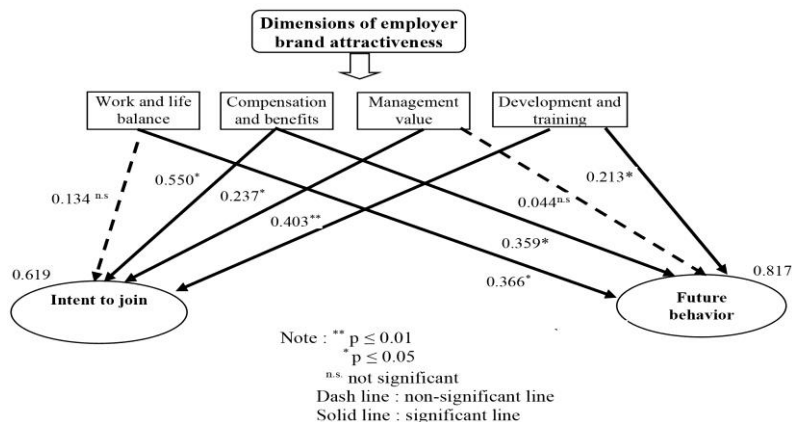 Dimensions of employer
brand attractiveness
Work and life
balance
Compensation
and benefits
Management
value
Development and
training
0.134 n.s
0.550*
0.237*
0.403**
0.213*
0.044n.s
0.359*
0.366*
0.619
Intent to join
0.817
Future
behavior
Note : ** p ≤ 0.01
* p ≤ 0.05
n.s. not significant
Dash line : non-significant line
Solid line : significant line